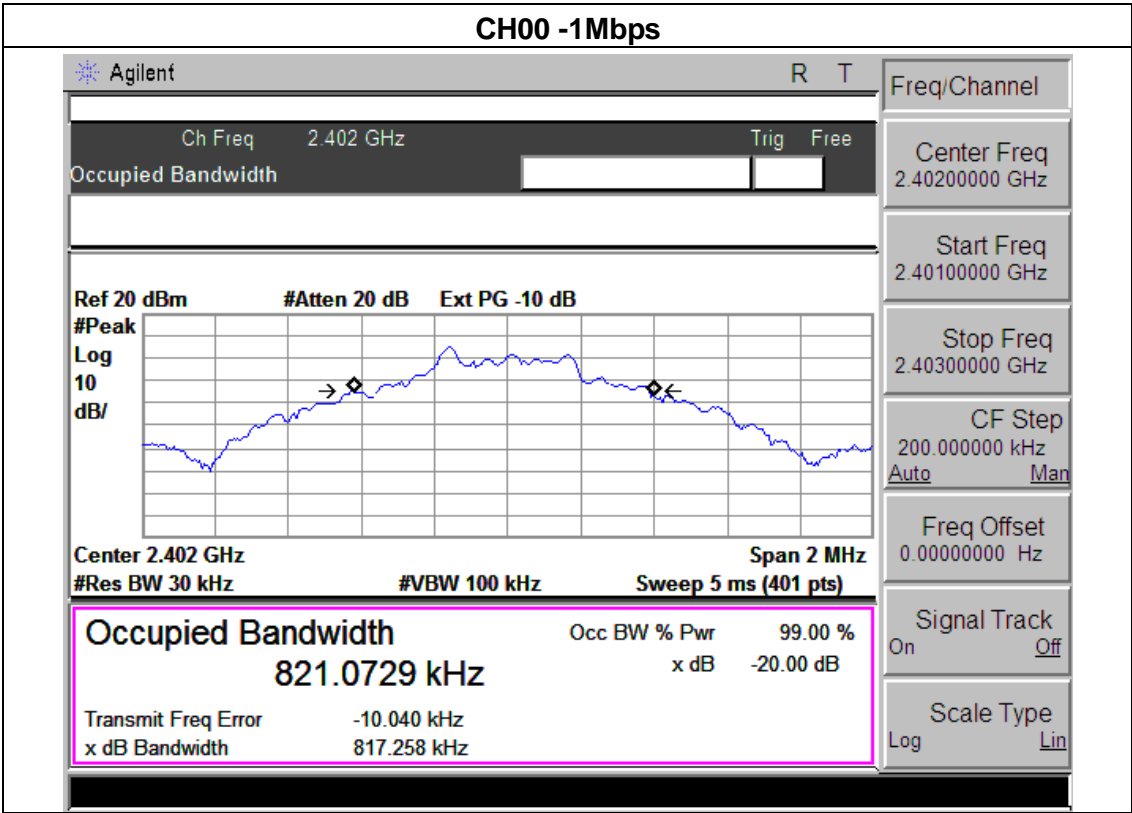 CH00 -1Mbps
Agilent R T
Ch Freq 2.402 GHz Trig Free
Occupied Bandwidth
Ref 20 dBm #Atten 20 dB Ext PG -10 dB
#Peak
Log
10
dB/
Center 2.402 GHz Span 2 MHz
#Res BW 30 kHz #VBW 100 kHz Sweep 5 ms (401 pts)
Occupied Bandwidth Occ BW % Pwr 99.00 %
821.0729 kHz x dB -20.00 dB
Transmit Freq Error -10.040 kHz
x dB Bandwidth 817.258 kHz
Freq/Channel
Center Freq
2.40200000 GHz
Start Freq
2.40100000 GHz
Stop Freq
2.40300000 GHz
CF Step
200.000000 kHz
Auto Man
Freq Offset
0.00000000 Hz
Signal Track
On Off
Scale Type
Log Lin